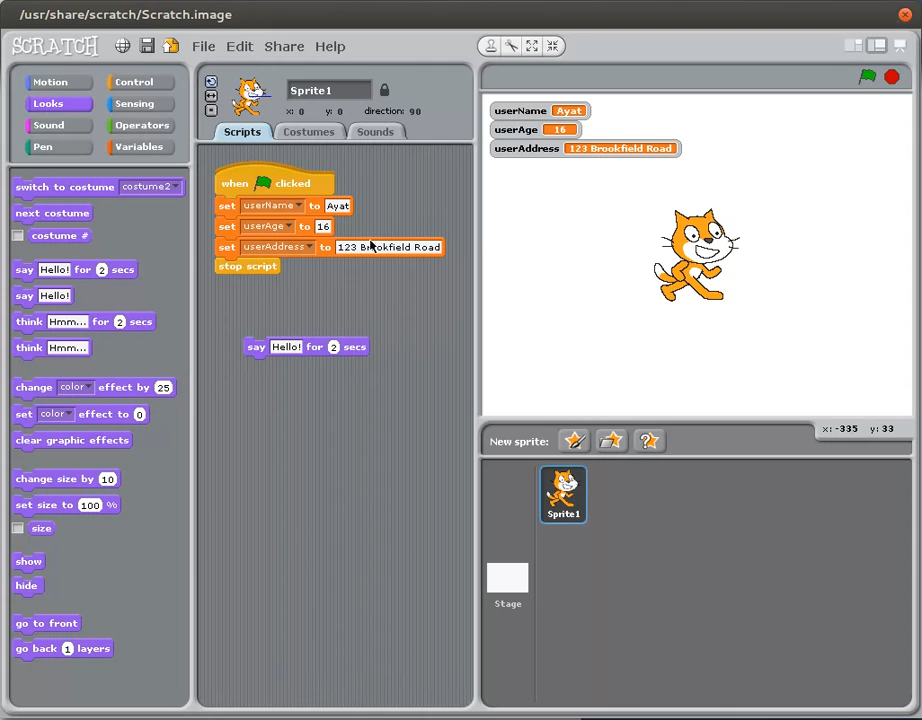 /usr/share/scratch/Scratch.image
SCRATCH File Edit Share Help
Motion Control
Looks Sensing
Sound Operators
Pen Variables
switch to costume costume2
next costume
costume #
say Hello! for 2 secs
say Hello!
think Hmm... for 2 secs
think Hmm...
change color effect by 25
set color effect to 0
clear graphic effects
change size by 10
set size to 100 %
size
show
hide
go to front
go back 1 layers
Sprite1
x: 0 y: 0 direction: 90
Scripts Costumes Sounds
when clicked
set userName to Ayat
set userAge to 16
set userAddress to 123 Brookfield Road
stop script
say Hello! for 2 secs
userName Ayat
userAge 16
userAddress 123 Brookfield Road
x: -335 y: 33
New sprite:
Sprite1
Stage